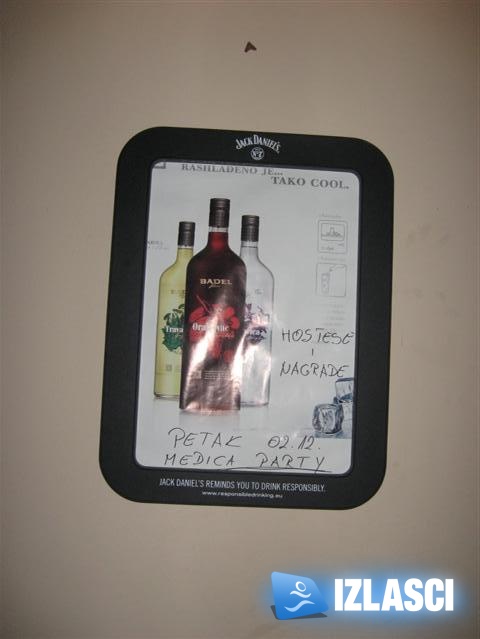 JACK DANIEL'S
RASHLAĐENO JE...
TAKO COOL.
BADEL
Orahovac
HOSTESE
I
NAGRADE
PETAK 02.12.
MEDICA PARTY
JACK DANIEL'S REMINDS YOU TO DRINK RESPONSIBLY.
www.responsibledrinking.eu
IZLASCI